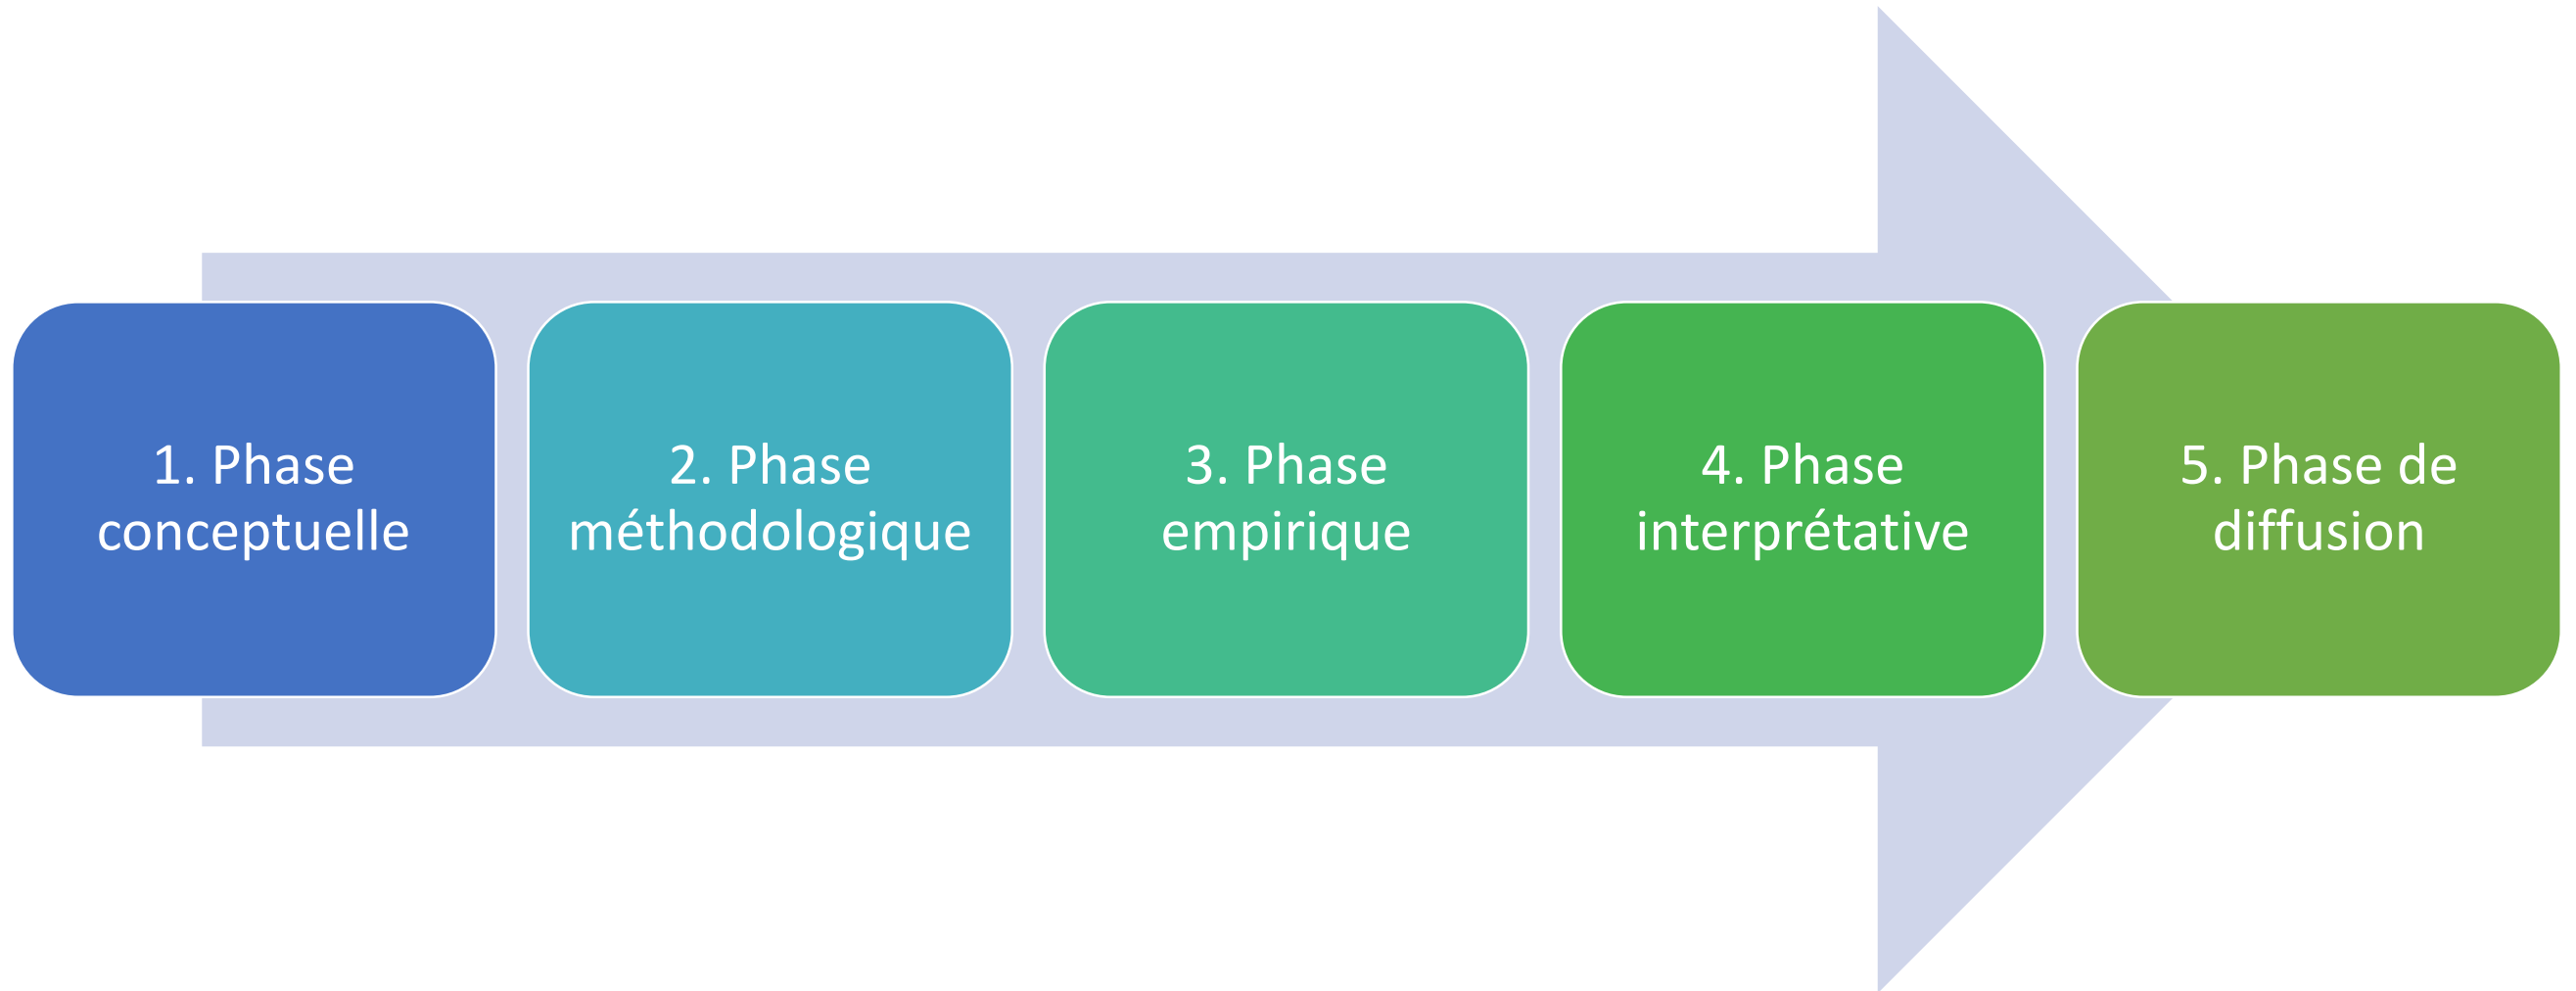 1. Phase
conceptuelle
2. Phase
méthodologique
3. Phase
empirique
4. Phase
interprétative
5. Phase de
diffusion